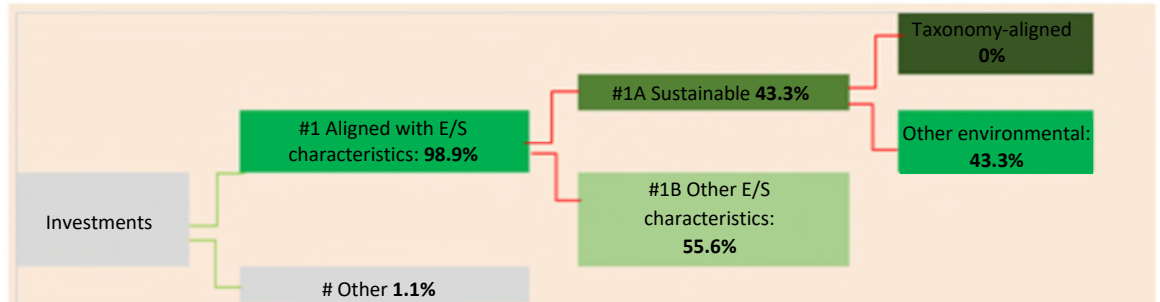 Taxonomy-aligned
0%
#1A Sustainable 43.3%
#1 Aligned with E/S
characteristics: 98.9%
Other environmental:
43.3%
#1B Other E/S
characteristics:
55.6%
Investments
# Other 1.1%